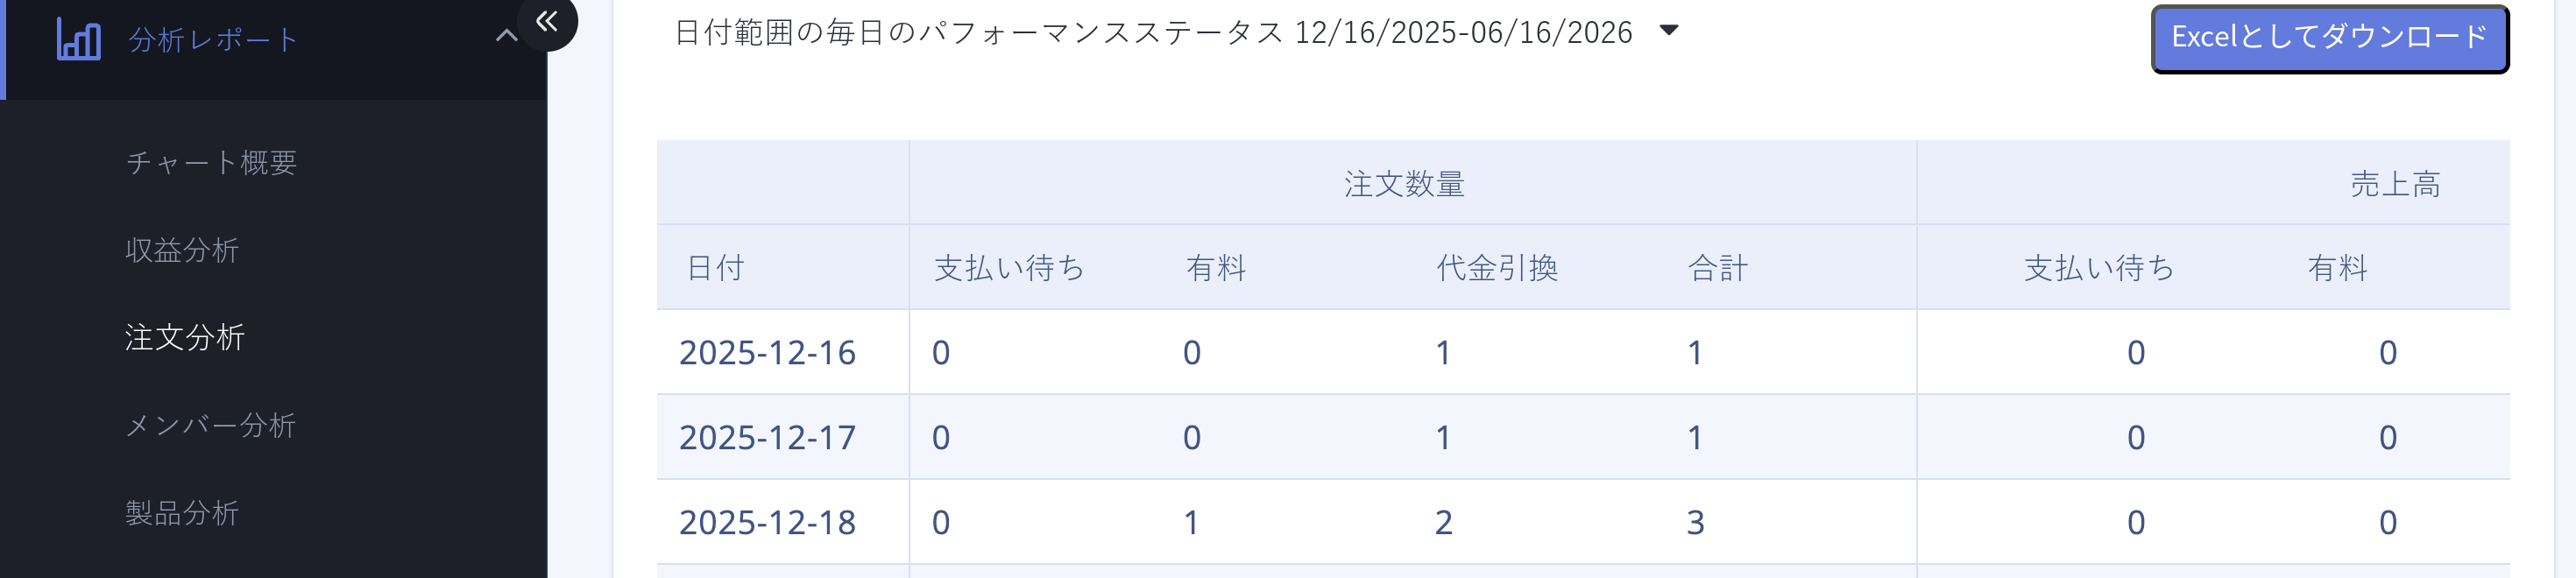 分析レポート
チャート概要
収益分析
注文分析
メンバー分析
製品分析
日付範囲の毎日のパフォーマンスステータス 12/16/2025-06/16/2026
Excelとしてダウンロード
注文数量 売上高
日付 支払い待ち 有料 代金引換 合計 支払い待ち 有料
2025-12-16 0 0 1 1 0 0
2025-12-17 0 0 1 1 0 0
2025-12-18 0 1 2 3 0 0